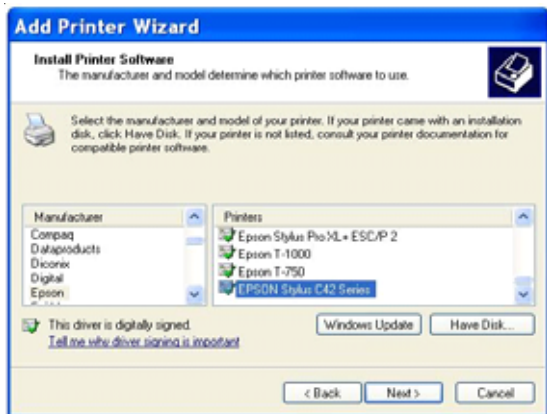 Add Printer Wizard
Install Printer Software
The manufacturer and model determine which printer software to use.
Select the manufacturer and model of your printer. If your printer came with an installation
disk, click Have Disk. If your printer is not listed, consult your printer documentation for
compatible printer software.
Manufacturer
Compaq
Dataproducts
Diconix
Digital
Epson
Printers
Epson Stylus Pro XL+ ESC/P 2
Epson T-1000
Epson T-750
EPSON Stylus C42 Series
This driver is digitally signed.
Tell me why driver signing is important
Windows Update
Have Disk...
< Back
Next >
Cancel